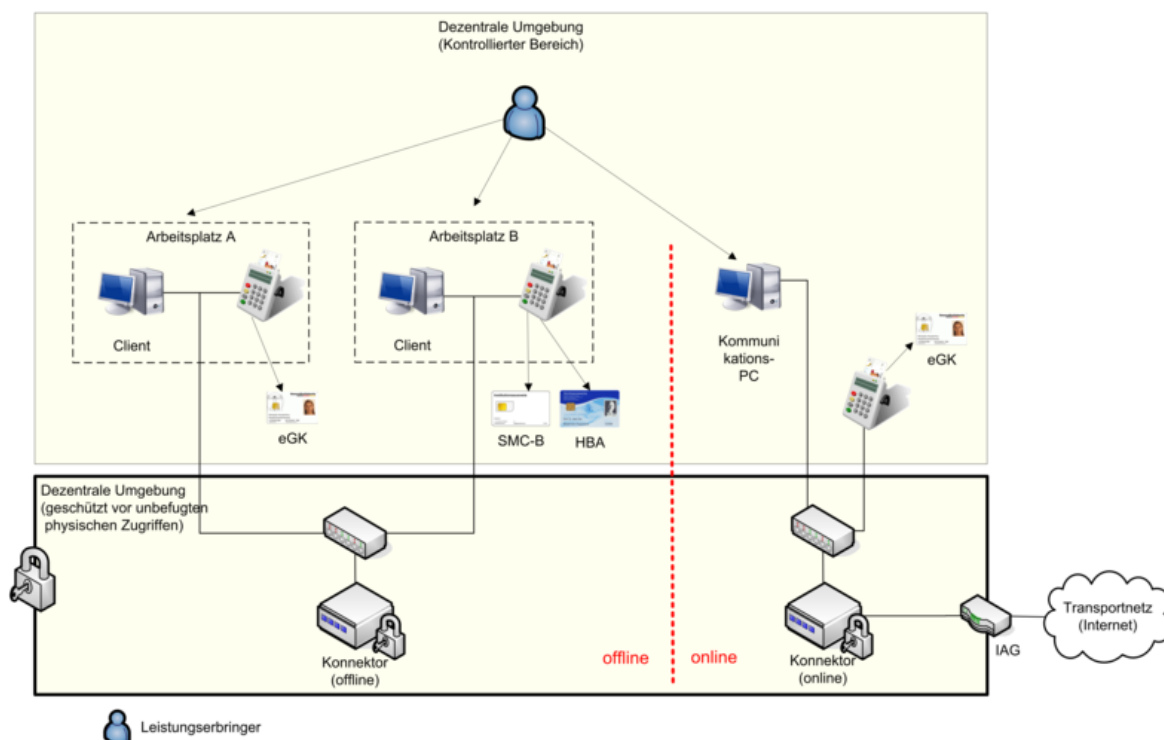 Dezentrale Umgebung
(Kontrollierter Bereich)
Arbeitsplatz A
Arbeitsplatz B
Client
Client
Kommuni
kations-
PC
eGK
eGK
SMC-B
HBA
Dezentrale Umgebung
(geschützt vor unbefugten
physischen Zugriffen)
Konnektor
(offline)
offline
online
Konnektor
(online)
IAG
Transportnetz
(Internet)
Leistungserbringer